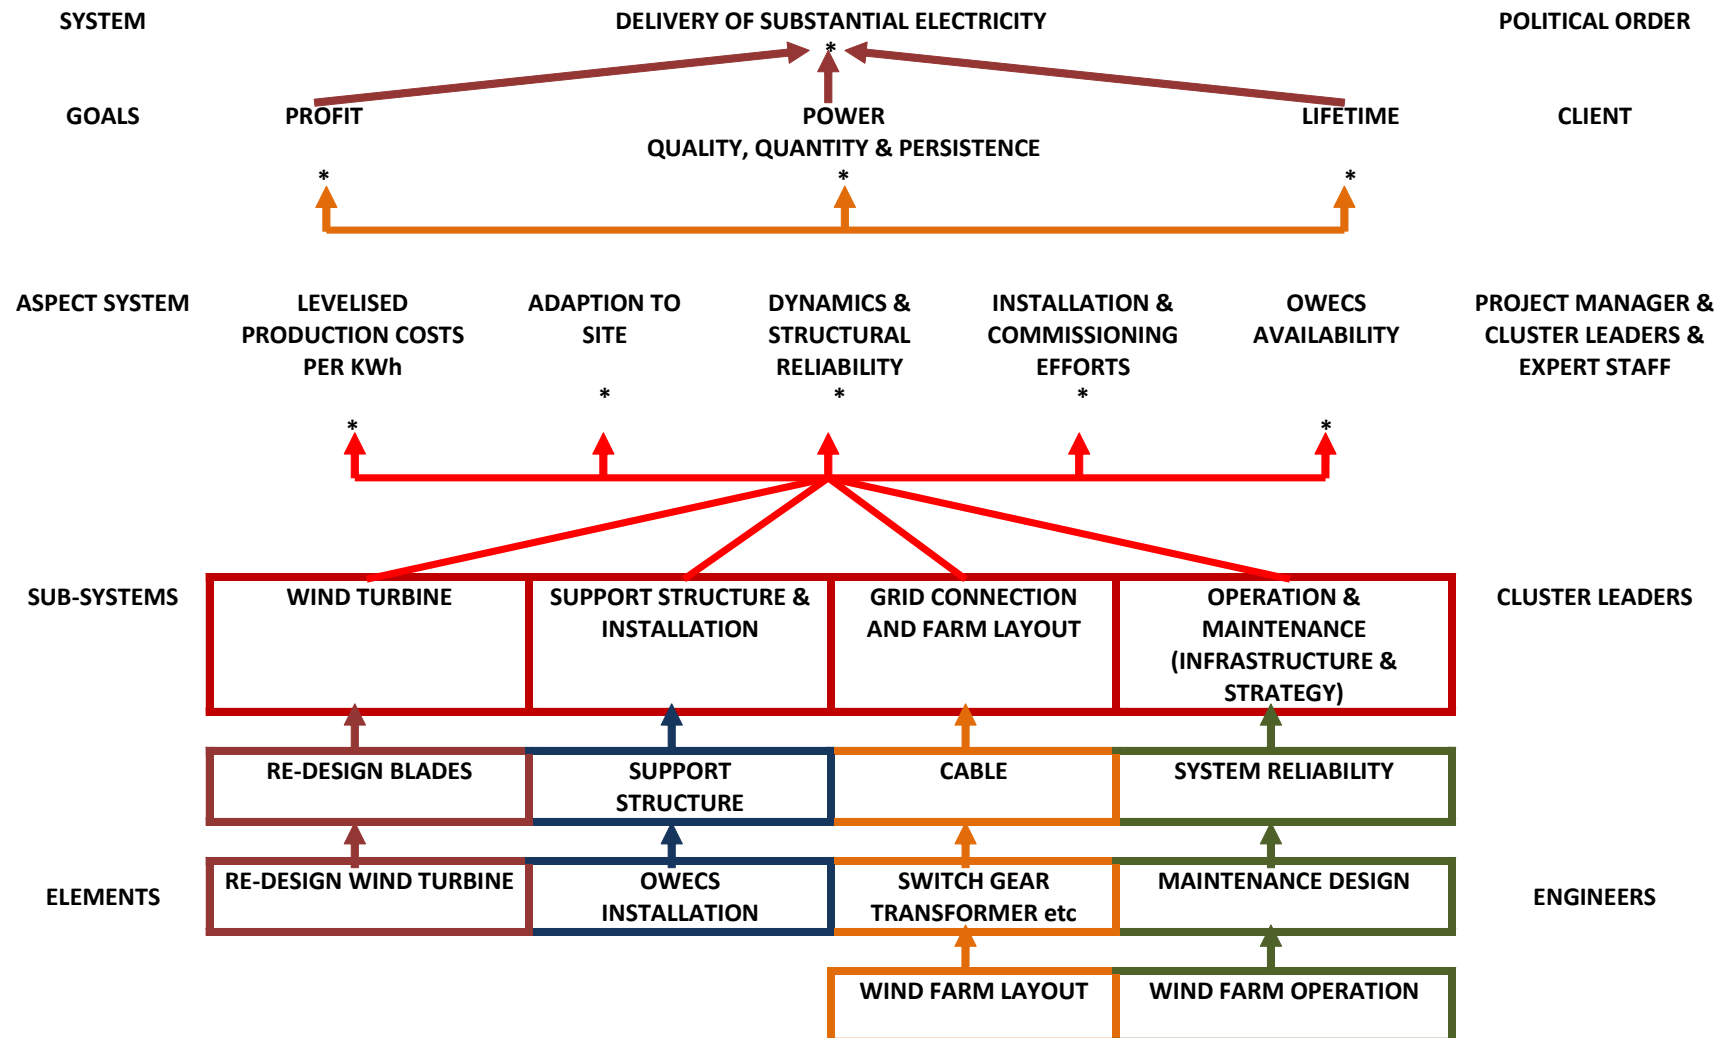 SYSTEM
DELIVERY OF SUBSTANTIAL ELECTRICITY
*
POLITICAL ORDER
GOALS
PROFIT
*
POWER
QUALITY, QUANTITY & PERSISTENCE
*
LIFETIME
*
CLIENT
ASPECT SYSTEM
LEVELISED
PRODUCTION COSTS
PER KWh
*
ADAPTION TO
SITE
*
DYNAMICS &
STRUCTURAL
RELIABILITY
*
INSTALLATION &
COMMISSIONING
EFFORTS
*
OWECS
AVAILABILITY
*
PROJECT MANAGER &
CLUSTER LEADERS &
EXPERT STAFF
SUB-SYSTEMS
WIND TURBINE
SUPPORT STRUCTURE &
INSTALLATION
GRID CONNECTION
AND FARM LAYOUT
OPERATION &
MAINTENANCE
(INFRASTRUCTURE &
STRATEGY)
CLUSTER LEADERS
RE-DESIGN BLADES
SUPPORT
STRUCTURE
CABLE
SYSTEM RELIABILITY
ELEMENTS
RE-DESIGN WIND TURBINE
OWECS
INSTALLATION
SWITCH GEAR
TRANSFORMER etc
MAINTENANCE DESIGN
ENGINEERS
WIND FARM LAYOUT
WIND FARM OPERATION